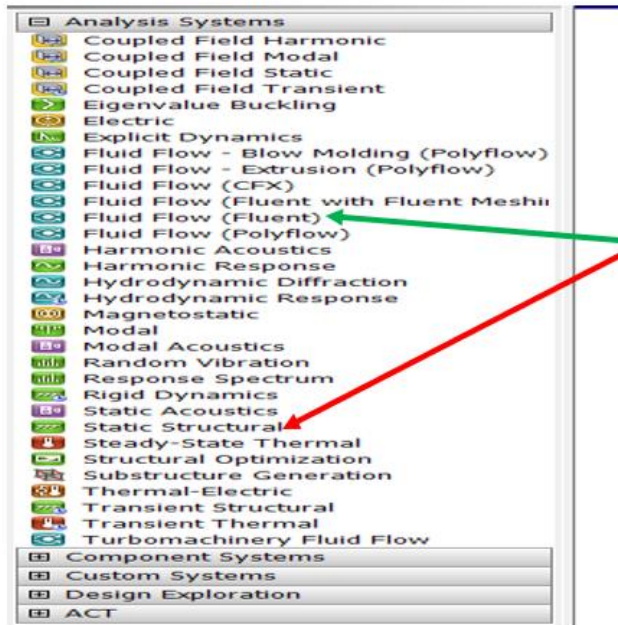 Analysis Systems
Coupled Field Harmonic
Coupled Field Modal
Coupled Field Static
Coupled Field Transient
Eigenvalue Buckling
Electric
Explicit Dynamics
Fluid Flow - Blow Molding (Polyflow)
Fluid Flow - Extrusion (Polyflow)
Fluid Flow (CFX)
Fluid Flow (Fluent with Fluent Meshi
Fluid Flow (Fluent)
Fluid Flow (Polyflow)
Harmonic Acoustics
Harmonic Response
Hydrodynamic Diffraction
Hydrodynamic Response
Magnetostatic
Modal
Modal Acoustics
Random Vibration
Response Spectrum
Rigid Dynamics
Static Acoustics
Static Structural
Steady-State Thermal
Structural Optimization
Substructure Generation
Thermal-Electric
Transient Structural
Transient Thermal
Turbomachinery Fluid Flow
Component Systems
Custom Systems
Design Exploration
ACT